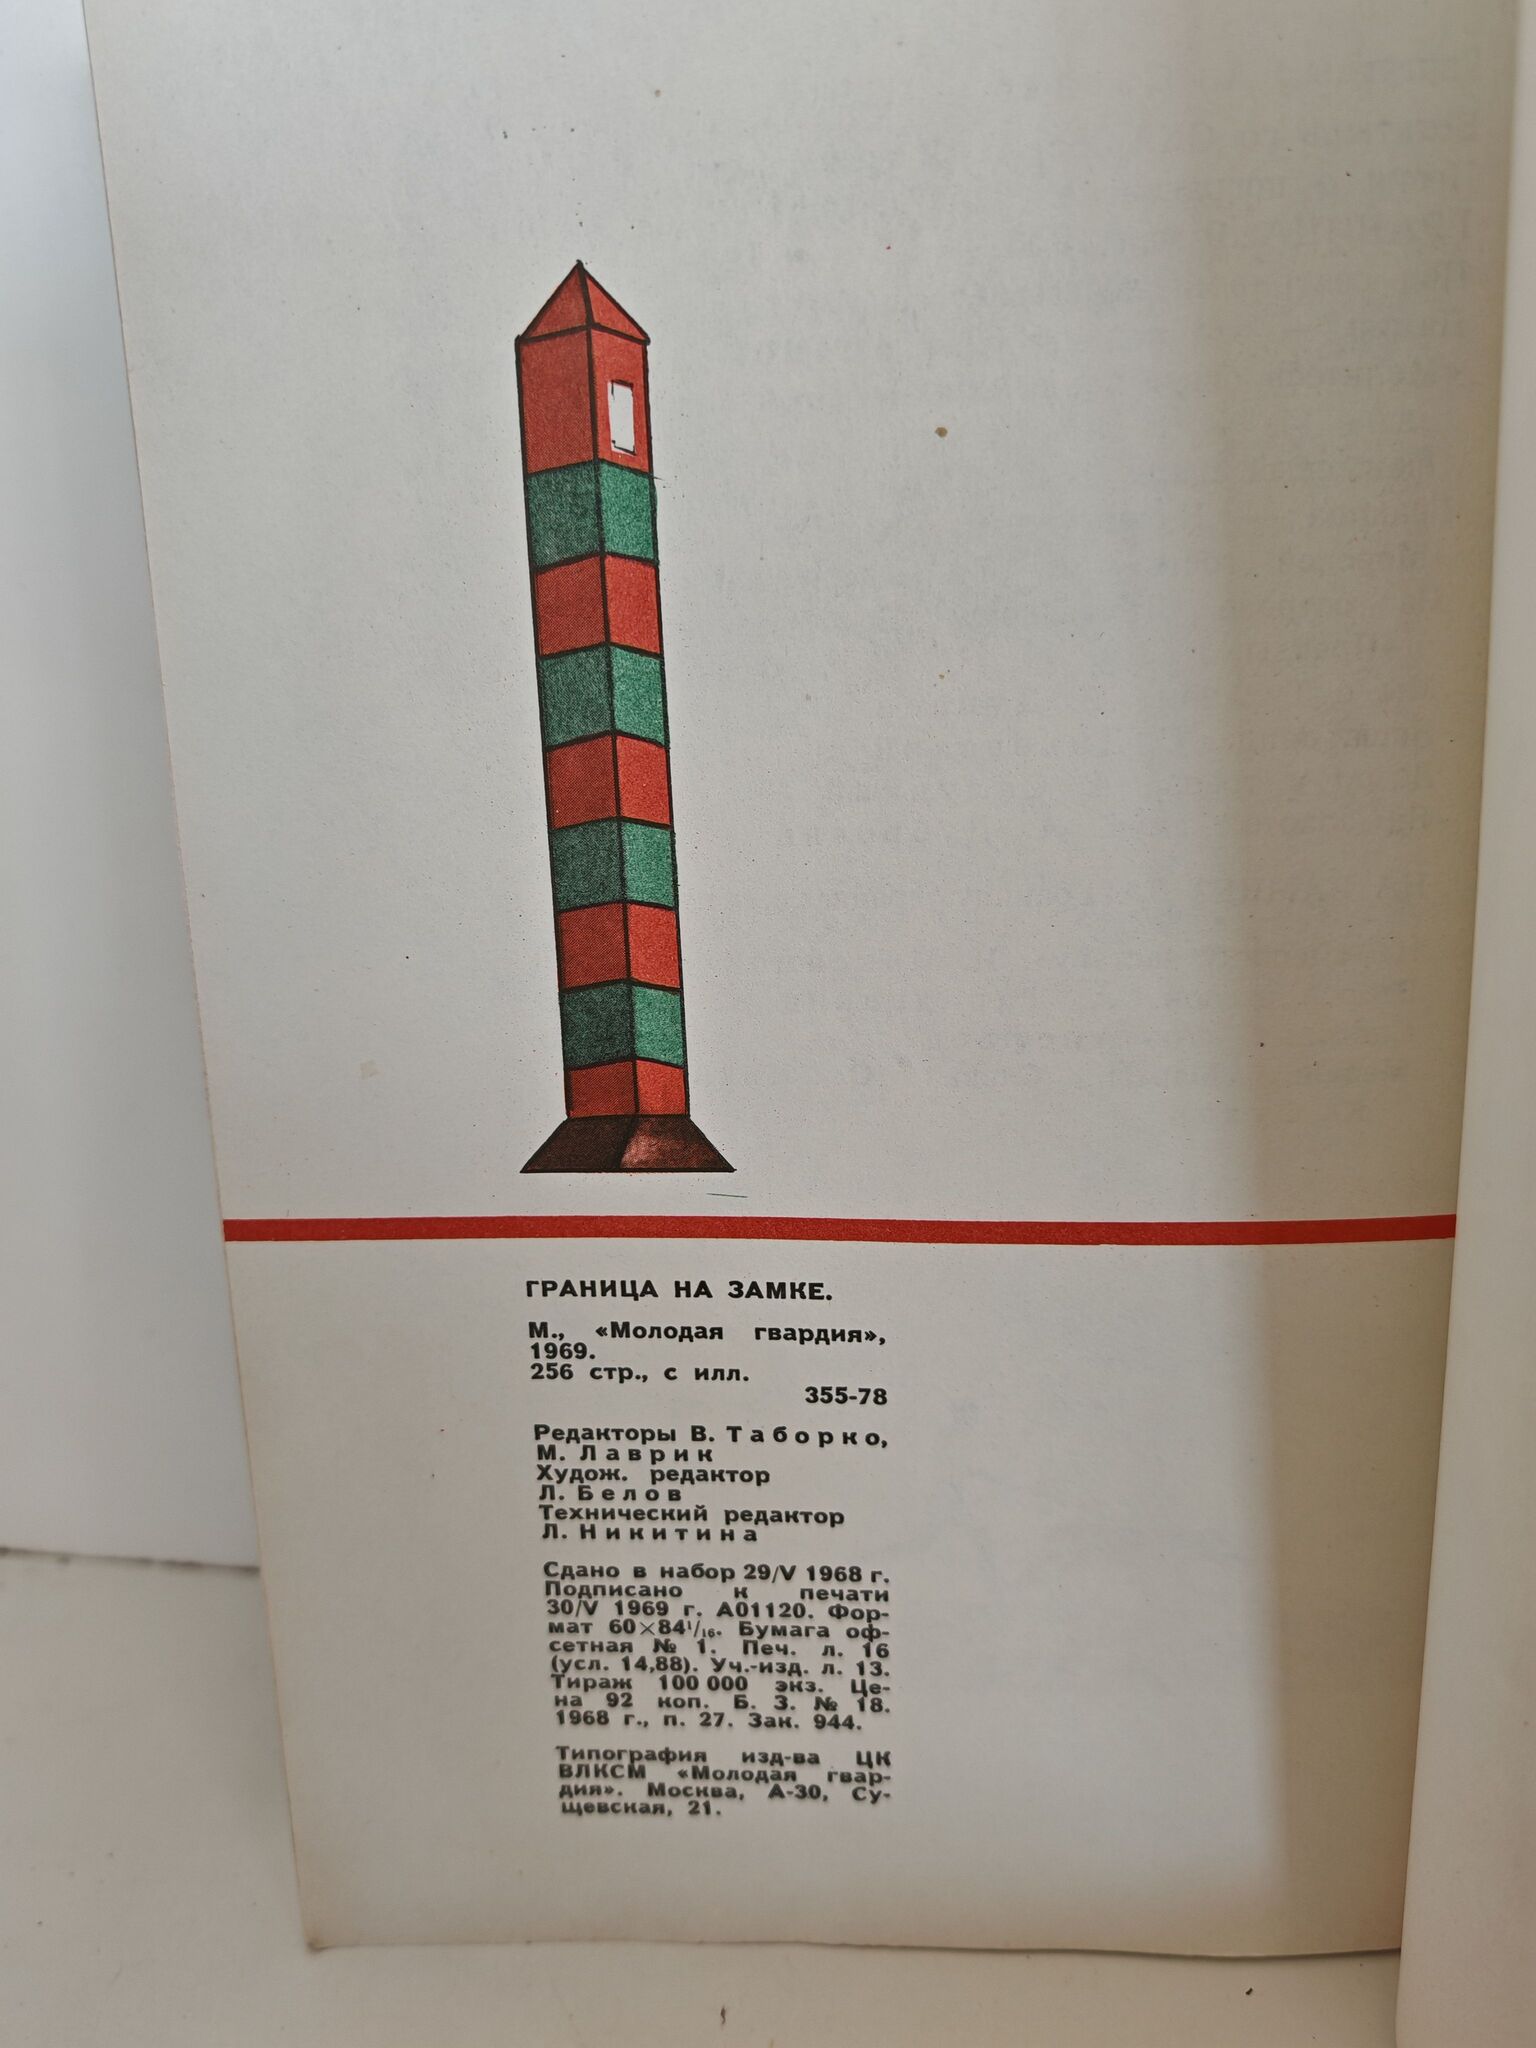 ГРАНИЦА НА ЗАМКЕ.
М., «Молодая гвардия»,
1969.
256 стр., с илл.
355-78
Редакторы В. Таборко,
М. Лаврик
Худож. редактор
Л. Белов
Технический редактор
Л. Никитина
Сдано в набор 29/V 1968 г.
Подписано к печати
30/V 1969 г. А01120. Фор-
мат 60×84¹/₁₆. Бумага оф-
сетная № 1. Печ. л. 16
(усл. 14,88). Уч.-изд. л. 13.
Тираж 100 000 экз. Це-
на 92 коп. Б. З. № 18.
1968 г., п. 27. Зак. 944.
Типография изд-ва ЦК
ВЛКСМ «Молодая гвар-
дия». Москва, А-30, Су-
щевская, 21.